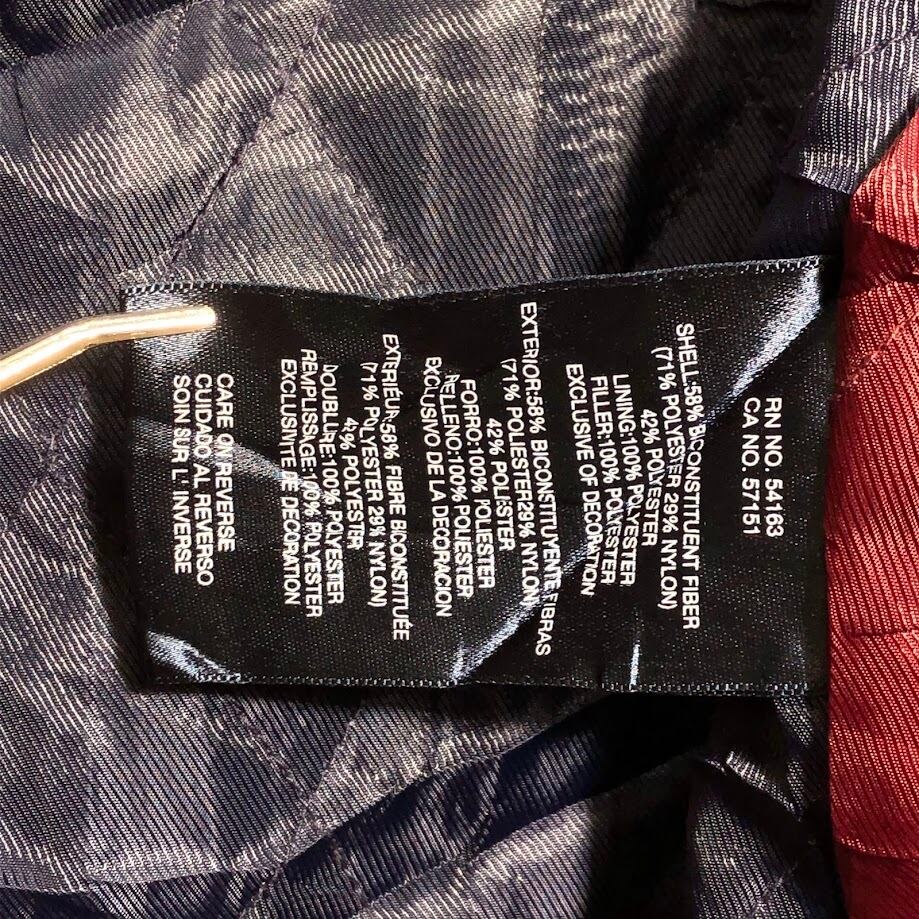 RN NO. 54163
CA NO. 57151
SHELL:58% BICONSTITUENT FIBER
(71% POLYESTER 29% NYLON)
42% POLYESTER
LINING:100% POLYESTER
FILLER:100% POLYESTER
EXCLUSIVE OF DECORATION
EXTERIOR:58% BICONSTITUYENTE FIBRAS
(71% POLIESTER29% NYLON)
42% POLIESTER
FORRO:100% POLIESTER
RELLENO:100% POLIESTER
EXCLUSIVO DE LA DECORACION
EXTERIEUR:58% FIBRE BICONSTITUÉE
(71% POLYESTER 29% NYLON)
42% POLYESTER
DOUBLURE:100% POLYESTER
REMPLISSAGE:100% POLYESTER
EXCLUSIVITE DE DECORATION
CARE ON REVERSE
CUIDADO AL REVERSO
SOIN SUR L' INVERSE